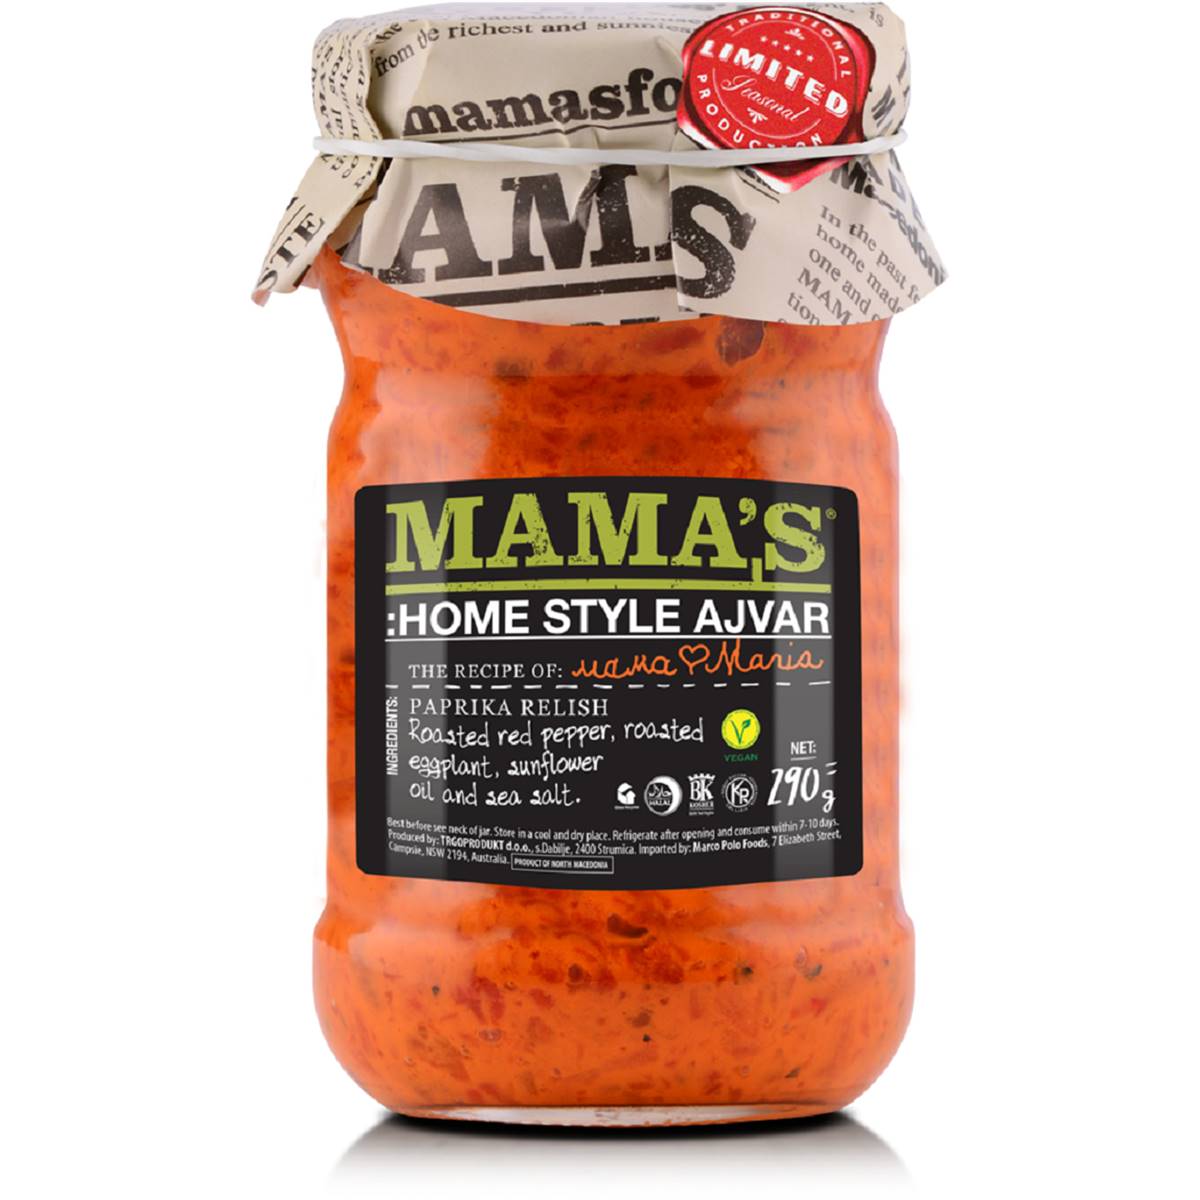 from the richest and sunnies
mamasfo
AMS
TRADITIONAL
LIMITED
Seasonal
PRODUCTION
In the past
home made
one and
MAM
tion
MAMA'S®
:HOME STYLE AJVAR
THE RECIPE OF: мама ♡ Maria
INGREDIENTS:
PAPRIKA RELISH
Roasted red pepper, roasted
eggplant, sunflower
oil and sea salt.
V
VEGAN
HALAL
BK
KOSHER
NET:
290 g
Best before see neck of jar. Store in a cool and dry place. Refrigerate after opening and consume within 7-10 days.
Produced by: TRGOPRODUKT d.o.o., s.Dabilje, 2400 Strumica. Imported by: Marco Polo Foods, 7 Elizabeth Street,
Campsie, NSW 2194, Australia. PRODUCT OF NORTH MACEDONIA